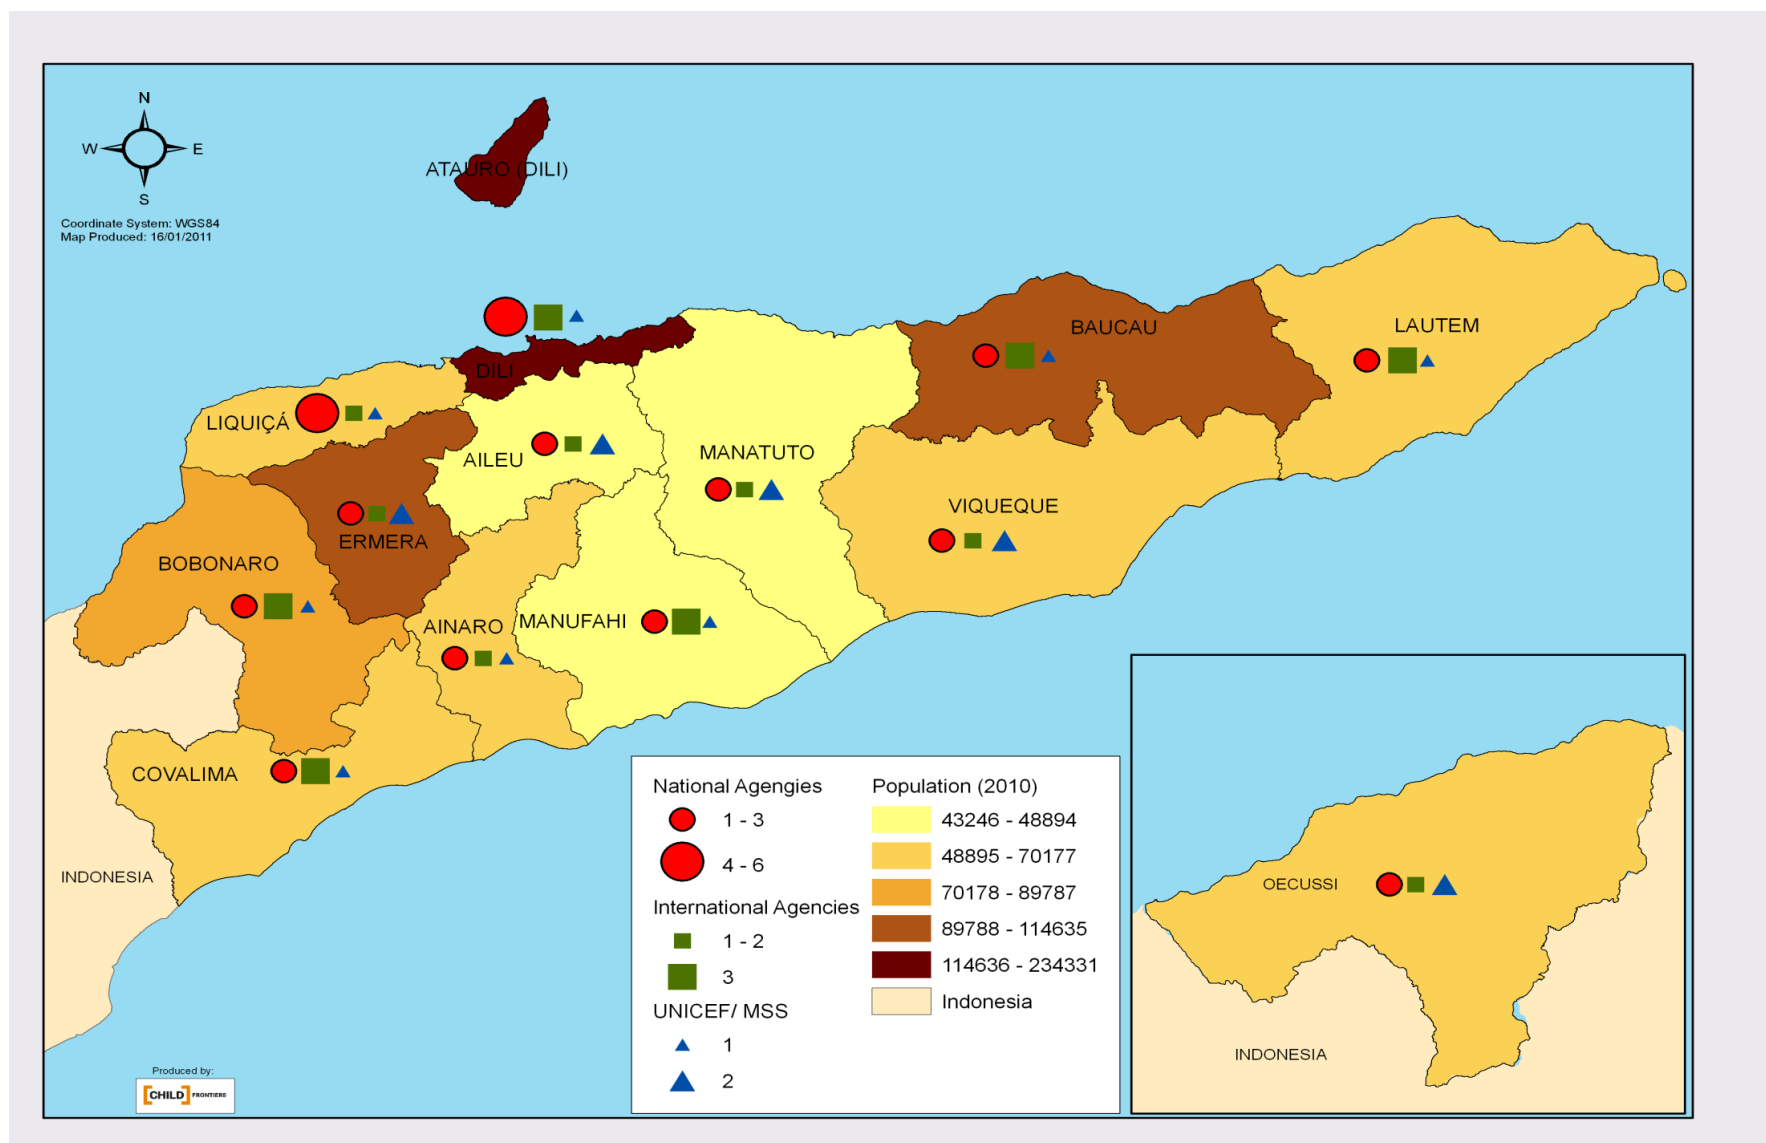 N
W
E
S
Coordinate System: WGS84
Map Produced: 16/01/2011
ATAURO (DILI)
DILI
BAUCAU
LAUTEM
LIQUIÇÁ
AILEU
MANATUTO
VIQUEQUE
ERMERA
BOBONARO
AINARO
MANUFAHI
COVALIMA
INDONESIA
National Agengies
1 - 3
4 - 6
International Agencies
1 - 2
3
UNICEF/ MSS
1
2
Population (2010)
43246 - 48894
48895 - 70177
70178 - 89787
89788 - 114635
114636 - 234331
Indonesia
OECUSSI
INDONESIA
Produced by:
[CHILD] FRONTIERS